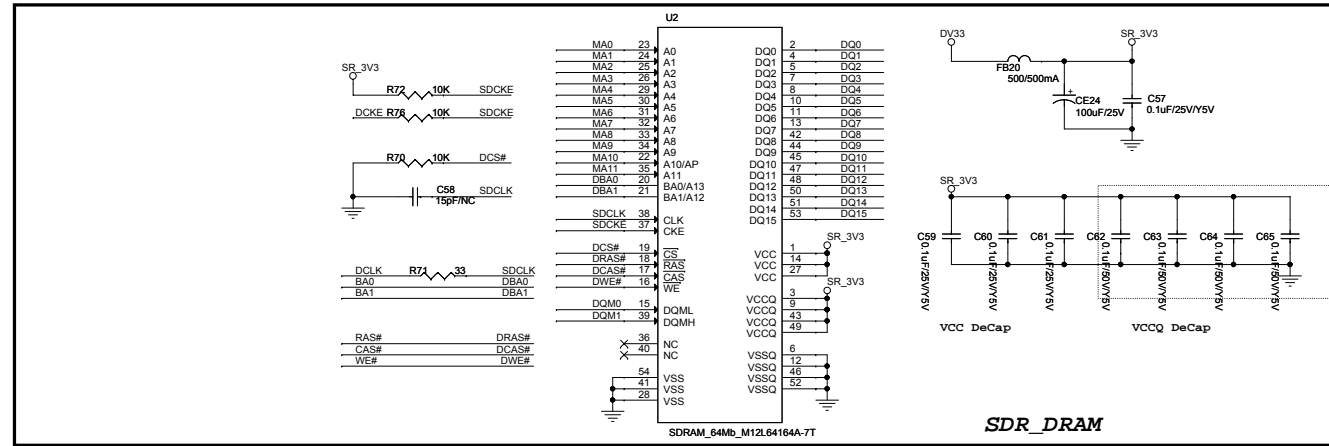 U2
MA0 23 A0
MA1 24 A1
MA2 25 A2
MA3 26 A3
MA4 29 A4
MA5 30 A5
MA6 31 A6
MA7 32 A7
MA8 33 A8
MA9 34 A9
MA10 22 A10/AP
MA11 35 A11
DBA0 20 BA0/A13
DBA1 21 BA1/A12
SDCLK 38 CLK
SDCKE 37 CKE
DCS# 19 CS
DRAS# 18 RAS
DCAS# 17 CAS
DWE# 16 WE
DQM0 15 DQML
DQM1 39 DQMH
36 NC
40 NC
54 VSS
41 VSS
28 VSS
DQ0 2 DQ0
DQ1 4 DQ1
DQ2 5 DQ2
DQ3 7 DQ3
DQ4 8 DQ4
DQ5 10 DQ5
DQ6 11 DQ6
DQ7 13 DQ7
DQ8 42 DQ8
DQ9 44 DQ9
DQ10 45 DQ10
DQ11 47 DQ11
DQ12 48 DQ12
DQ13 50 DQ13
DQ14 51 DQ14
DQ15 53 DQ15
SR_3V3
VCC 1
VCC 14
VCC 27
SR_3V3
VCCQ 3
VCCQ 9
VCCQ 43
VCCQ 49
VSSQ 6
VSSQ 12
VSSQ 46
VSSQ 52
SDRAM_64Mb_M12L64164A-7T
SR_3V3
R72 10K SDCKE
DCKE R76 10K SDCKE
R70 10K DCS#
C58 SDCLK
15pF/NC
DCLK R71 33 SDCLK
BA0 DBA0
BA1 DBA1
RAS# DRAS#
CAS# DCAS#
WE# DWE#
DV33 SR_3V3
FB20
500/500mA
CE24
100uF/25V
C57
0.1uF/25V/Y5V
SR_3V3
C59 0.1uF/25V/Y5V
C60 0.1uF/25V/Y5V
C61 0.1uF/25V/Y5V
C62 0.1uF/50V/Y5V
C63 0.1uF/50V/Y5V
C64 0.1uF/50V/Y5V
C65 0.1uF/50V/Y5V
VCC DeCap VCCQ DeCap
SDR_DRAM